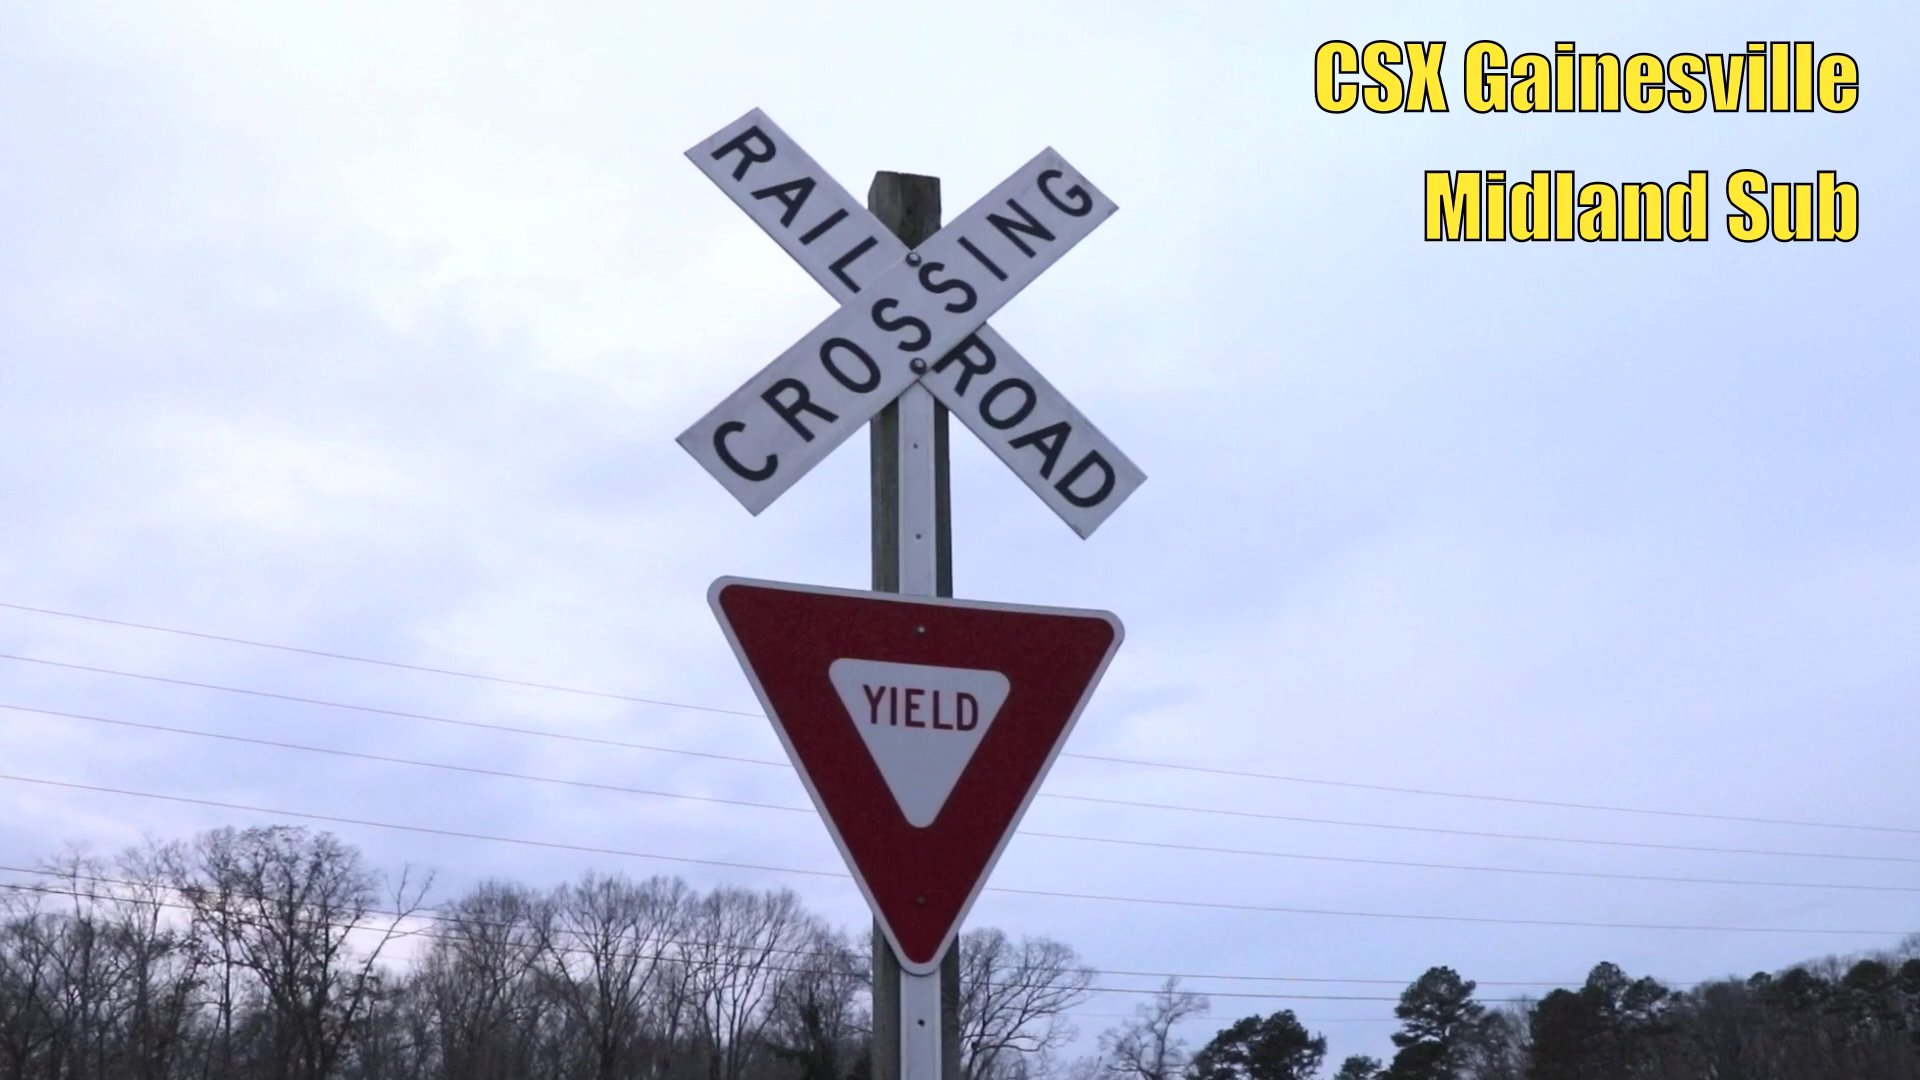 CSX Gainesville
Midland Sub
RAILROAD
CROSSING
YIELD